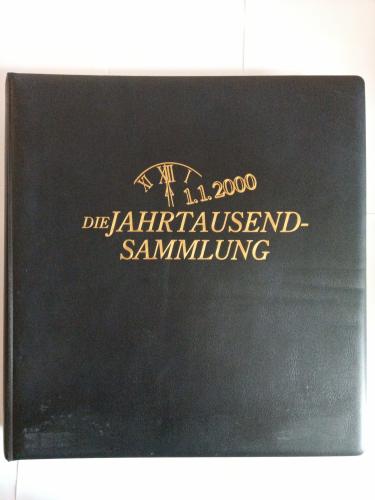 XI XII I
1.1.2000
DIE JAHRTAUSEND-
SAMMLUNG